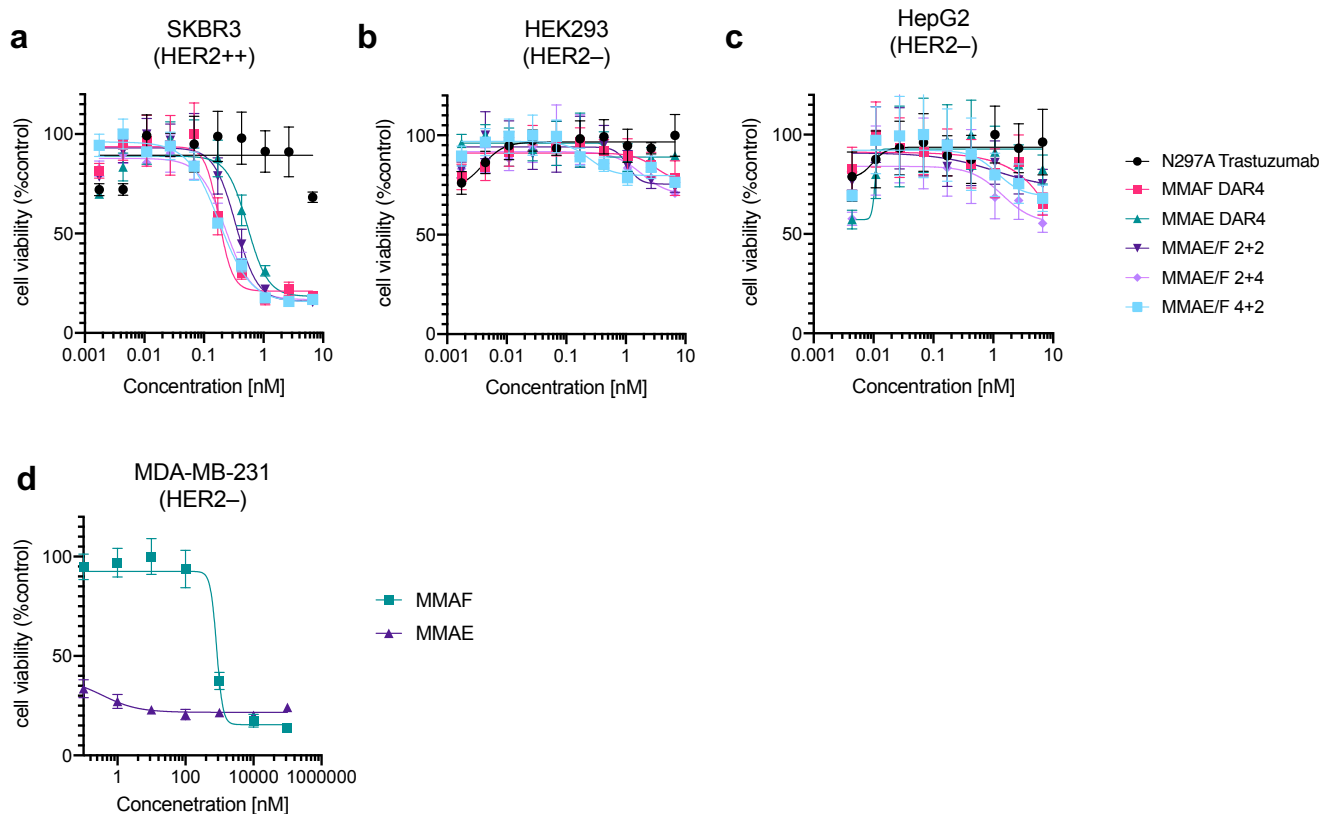 a
SKBR3
(HER2++)
cell viability (%control)
100
50
0
0.001
0.01
0.1
1
10
Concentration [nM]
b
HEK293
(HER2–)
cell viability (%control)
100
50
0
0.001
0.01
0.1
1
10
Concentration [nM]
c
HepG2
(HER2–)
cell viability (%control)
100
50
0
0.001
0.01
0.1
1
10
Concentration [nM]
N297A Trastuzumab
MMAF DAR4
MMAE DAR4
MMAE/F 2+2
MMAE/F 2+4
MMAE/F 4+2
d
MDA-MB-231
(HER2–)
cell viability (%control)
100
50
0
1
100
10000
1000000
Concenetration [nM]
MMAF
MMAE